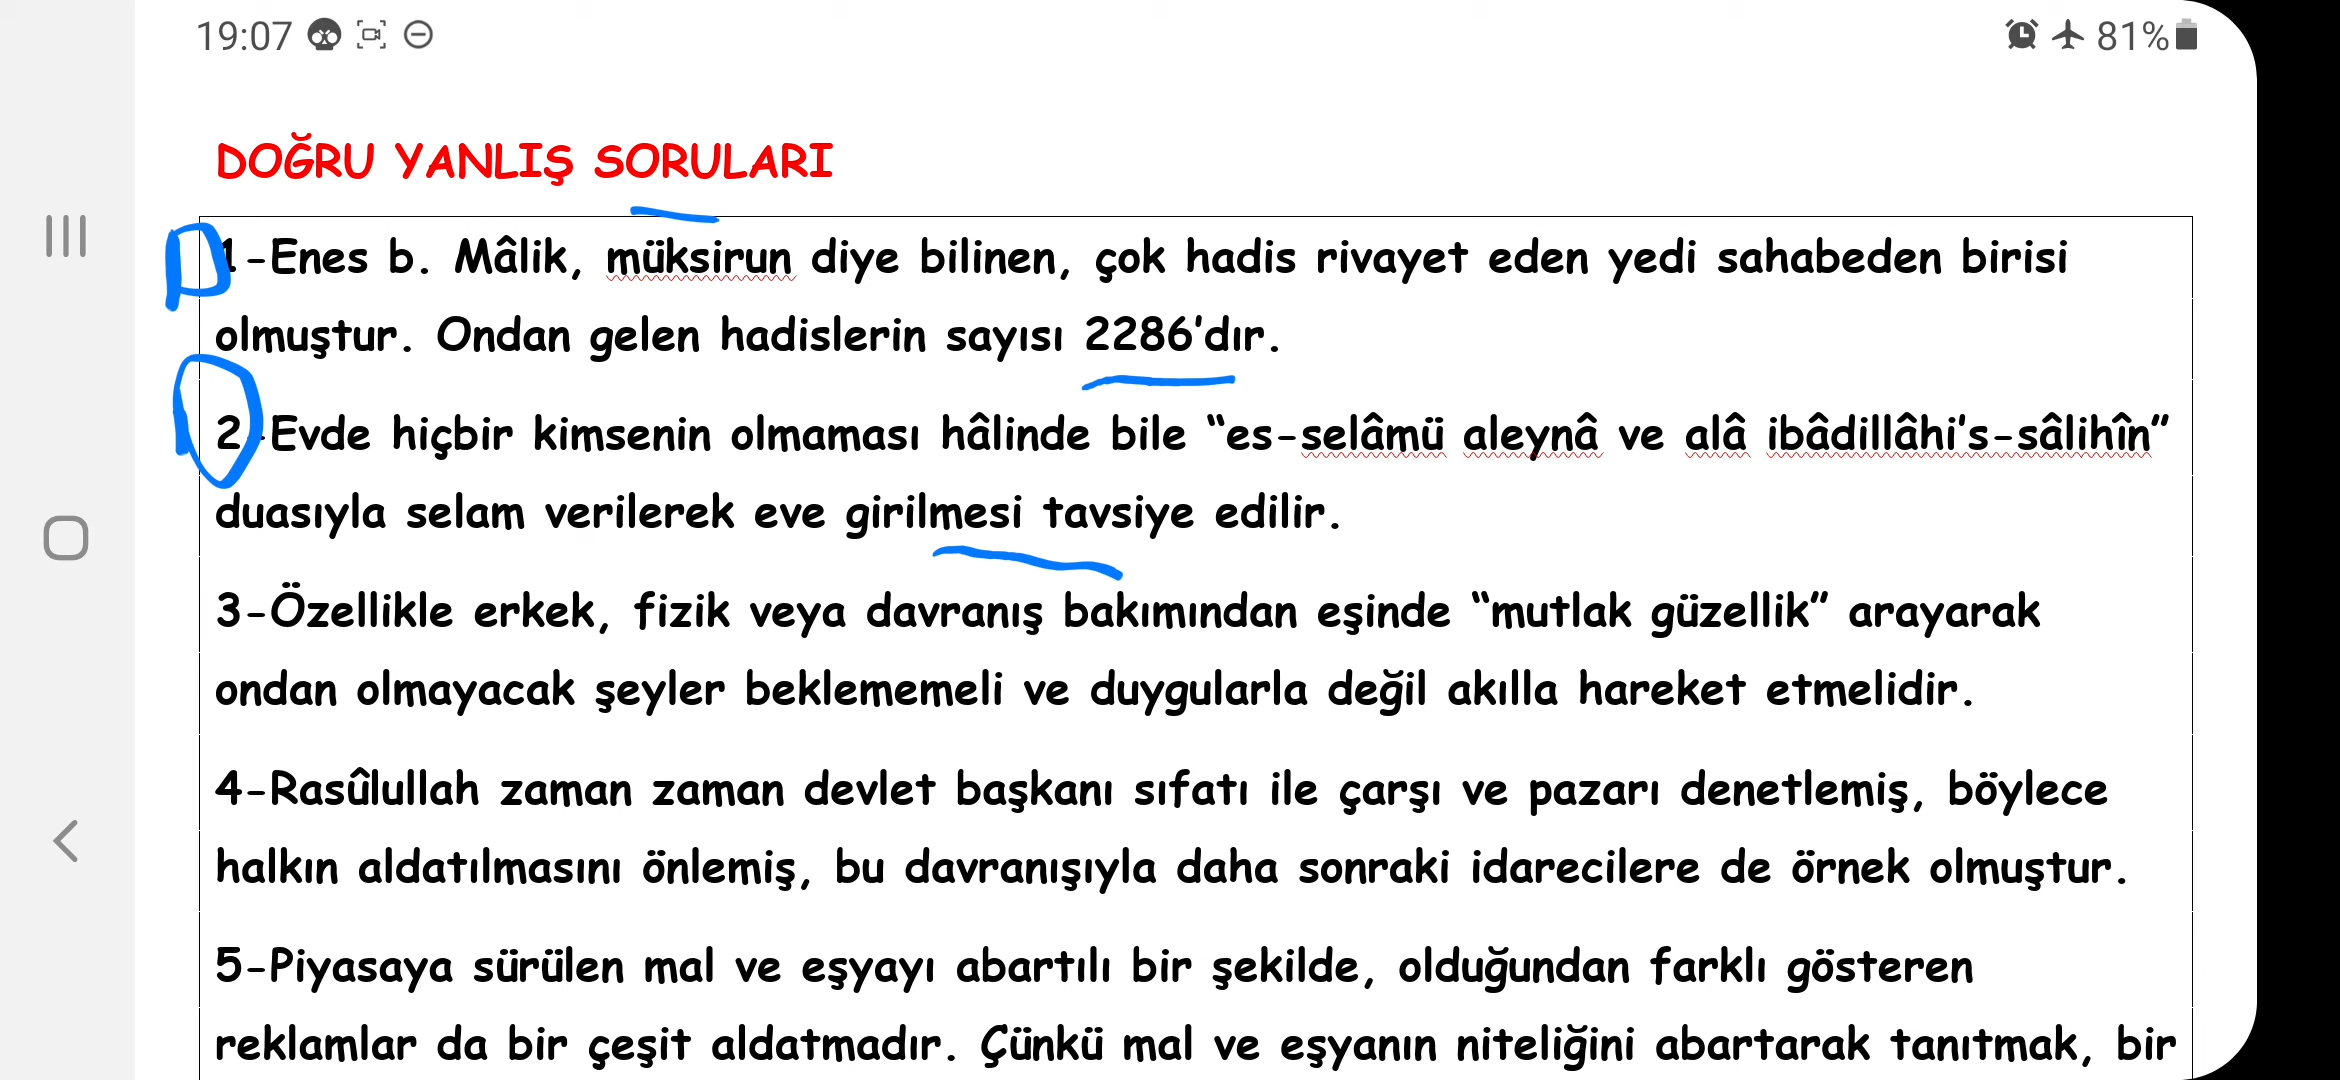 19:07
81%
DOĞRU YANLIŞ SORULARI
1-Enes b. Mâlik, müksirun diye bilinen, çok hadis rivayet eden yedi sahabeden birisi
olmuştur. Ondan gelen hadislerin sayısı 2286'dır.
2-Evde hiçbir kimsenin olmaması hâlinde bile “es-selâmü aleynâ ve alâ ibâdillâhi's-sâlihîn”
duasıyla selam verilerek eve girilmesi tavsiye edilir.
3-Özellikle erkek, fizik veya davranış bakımından eşinde “mutlak güzellik” arayarak
ondan olmayacak şeyler beklememeli ve duygularla değil akılla hareket etmelidir.
4-Rasûlullah zaman zaman devlet başkanı sıfatı ile çarşı ve pazarı denetlemiş, böylece
halkın aldatılmasını önlemiş, bu davranışıyla daha sonraki idarecilere de örnek olmuştur.
5-Piyasaya sürülen mal ve eşyayı abartılı bir şekilde, olduğundan farklı gösteren
reklamlar da bir çeşit aldatmadır. Çünkü mal ve eşyanın niteliğini abartarak tanıtmak, bir